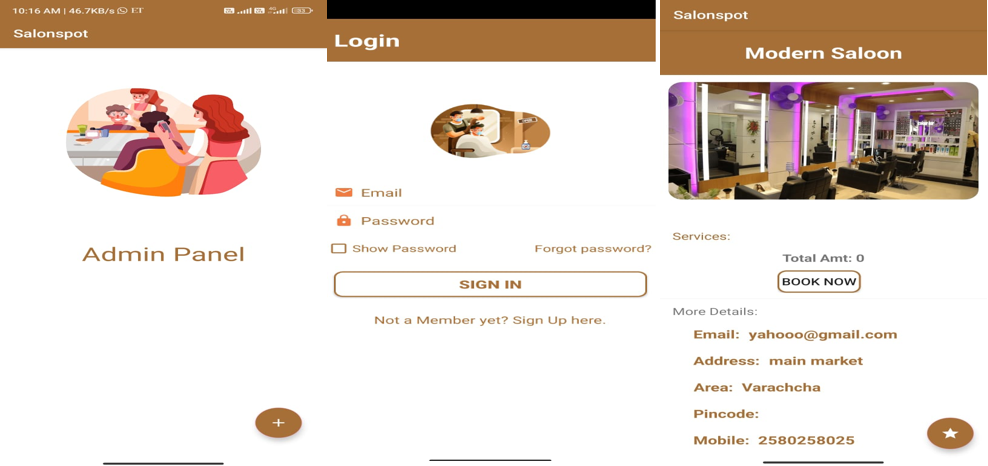 10:16 AM | 46.7KB/s ET
Salonspot
Admin Panel
+
Login
Email
Password
Show Password
Forgot password?
SIGN IN
Not a Member yet? Sign Up here.
Salonspot
Modern Saloon
Services:
Total Amt: 0
BOOK NOW
More Details:
Email: yahooo@gmail.com
Address: main market
Area: Varachcha
Pincode:
Mobile: 2580258025